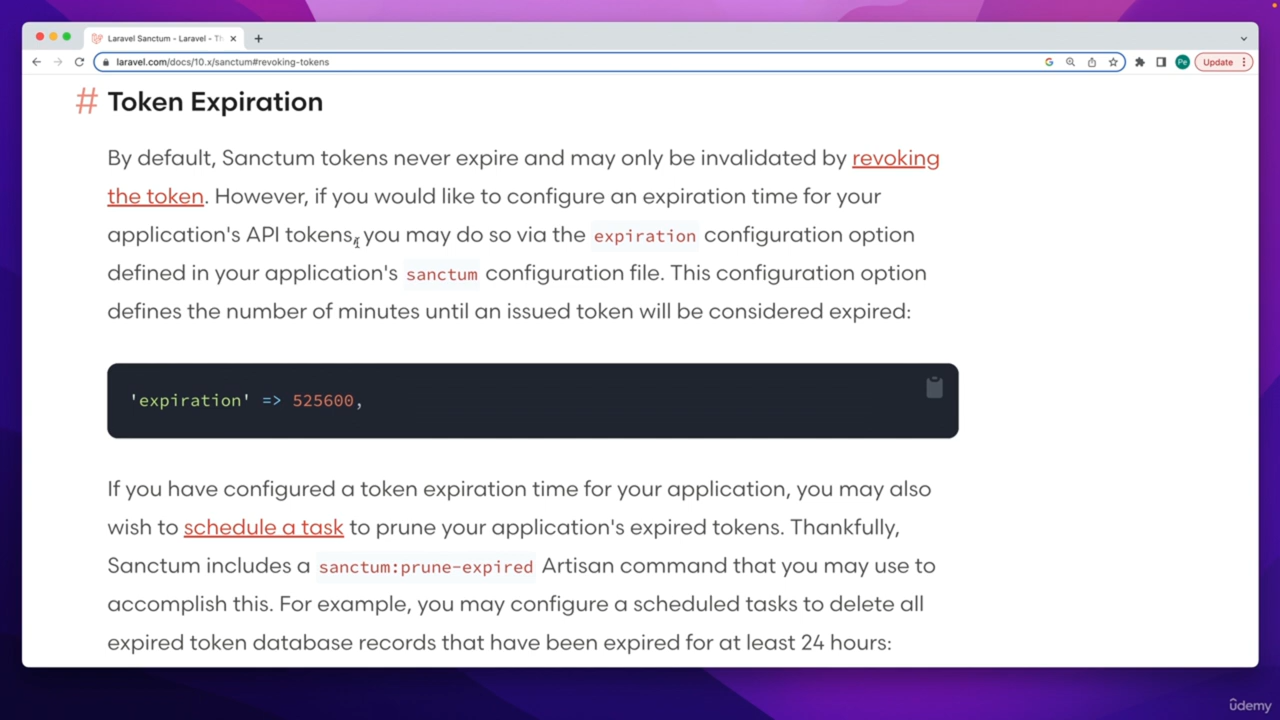 Laravel Sanctum - Laravel - Th
laravel.com/docs/10.x/sanctum#revoking-tokens
Pe
Update
# Token Expiration
By default, Sanctum tokens never expire and may only be invalidated by revoking
the token. However, if you would like to configure an expiration time for your
application's API tokens, you may do so via the expiration configuration option
defined in your application's sanctum configuration file. This configuration option
defines the number of minutes until an issued token will be considered expired:
'expiration' => 525600,
If you have configured a token expiration time for your application, you may also
wish to schedule a task to prune your application's expired tokens. Thankfully,
Sanctum includes a sanctum:prune-expired Artisan command that you may use to
accomplish this. For example, you may configure a scheduled tasks to delete all
expired token database records that have been expired for at least 24 hours:
ûdemy